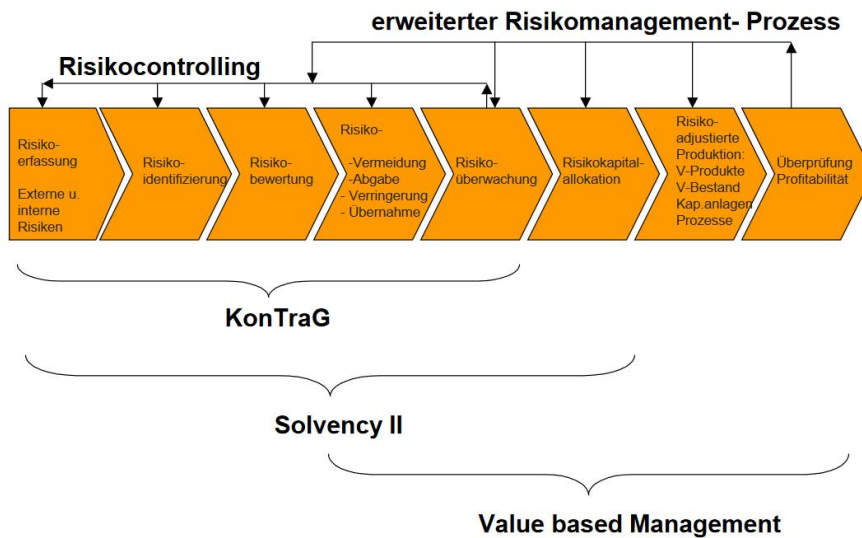 erweiterter Risikomanagement- Prozess
Risikocontrolling
Risiko-
erfassung
Externe u.
interne
Risiken
Risiko-
identifizierung
Risiko-
bewertung
Risiko-
-Vermeidung
-Abgabe
- Verringerung
- Übernahme
Risiko-
überwachung
Risikokapital-
allokation
Risiko-
adjustierte
Produktion:
V-Produkte
V-Bestand
Kap.anlagen
Prozesse
Überprüfung
Profitabilität
KonTraG
Solvency II
Value based Management